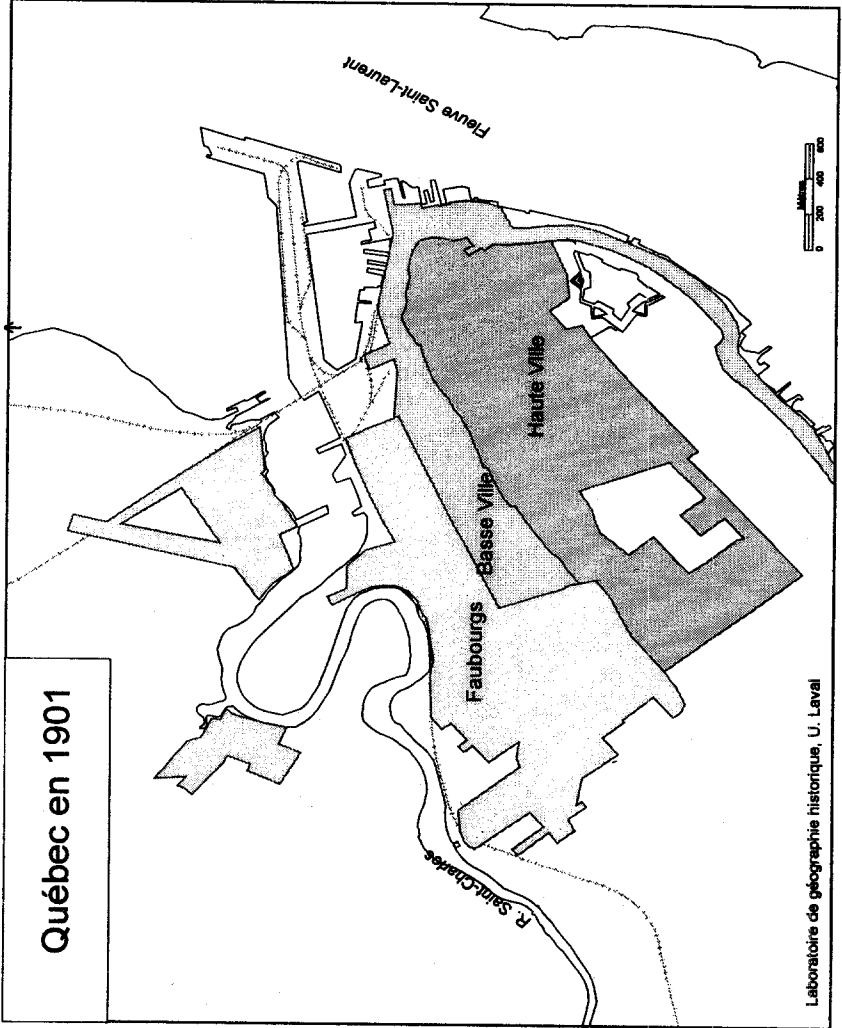 Québec en 1901
Fleuve Saint-Laurent
Haute Ville
Basse Ville
Faubourgs
R. Saint-Charles
Mètres
0 200 400 600
Laboratoire de géographie historique, U. Laval